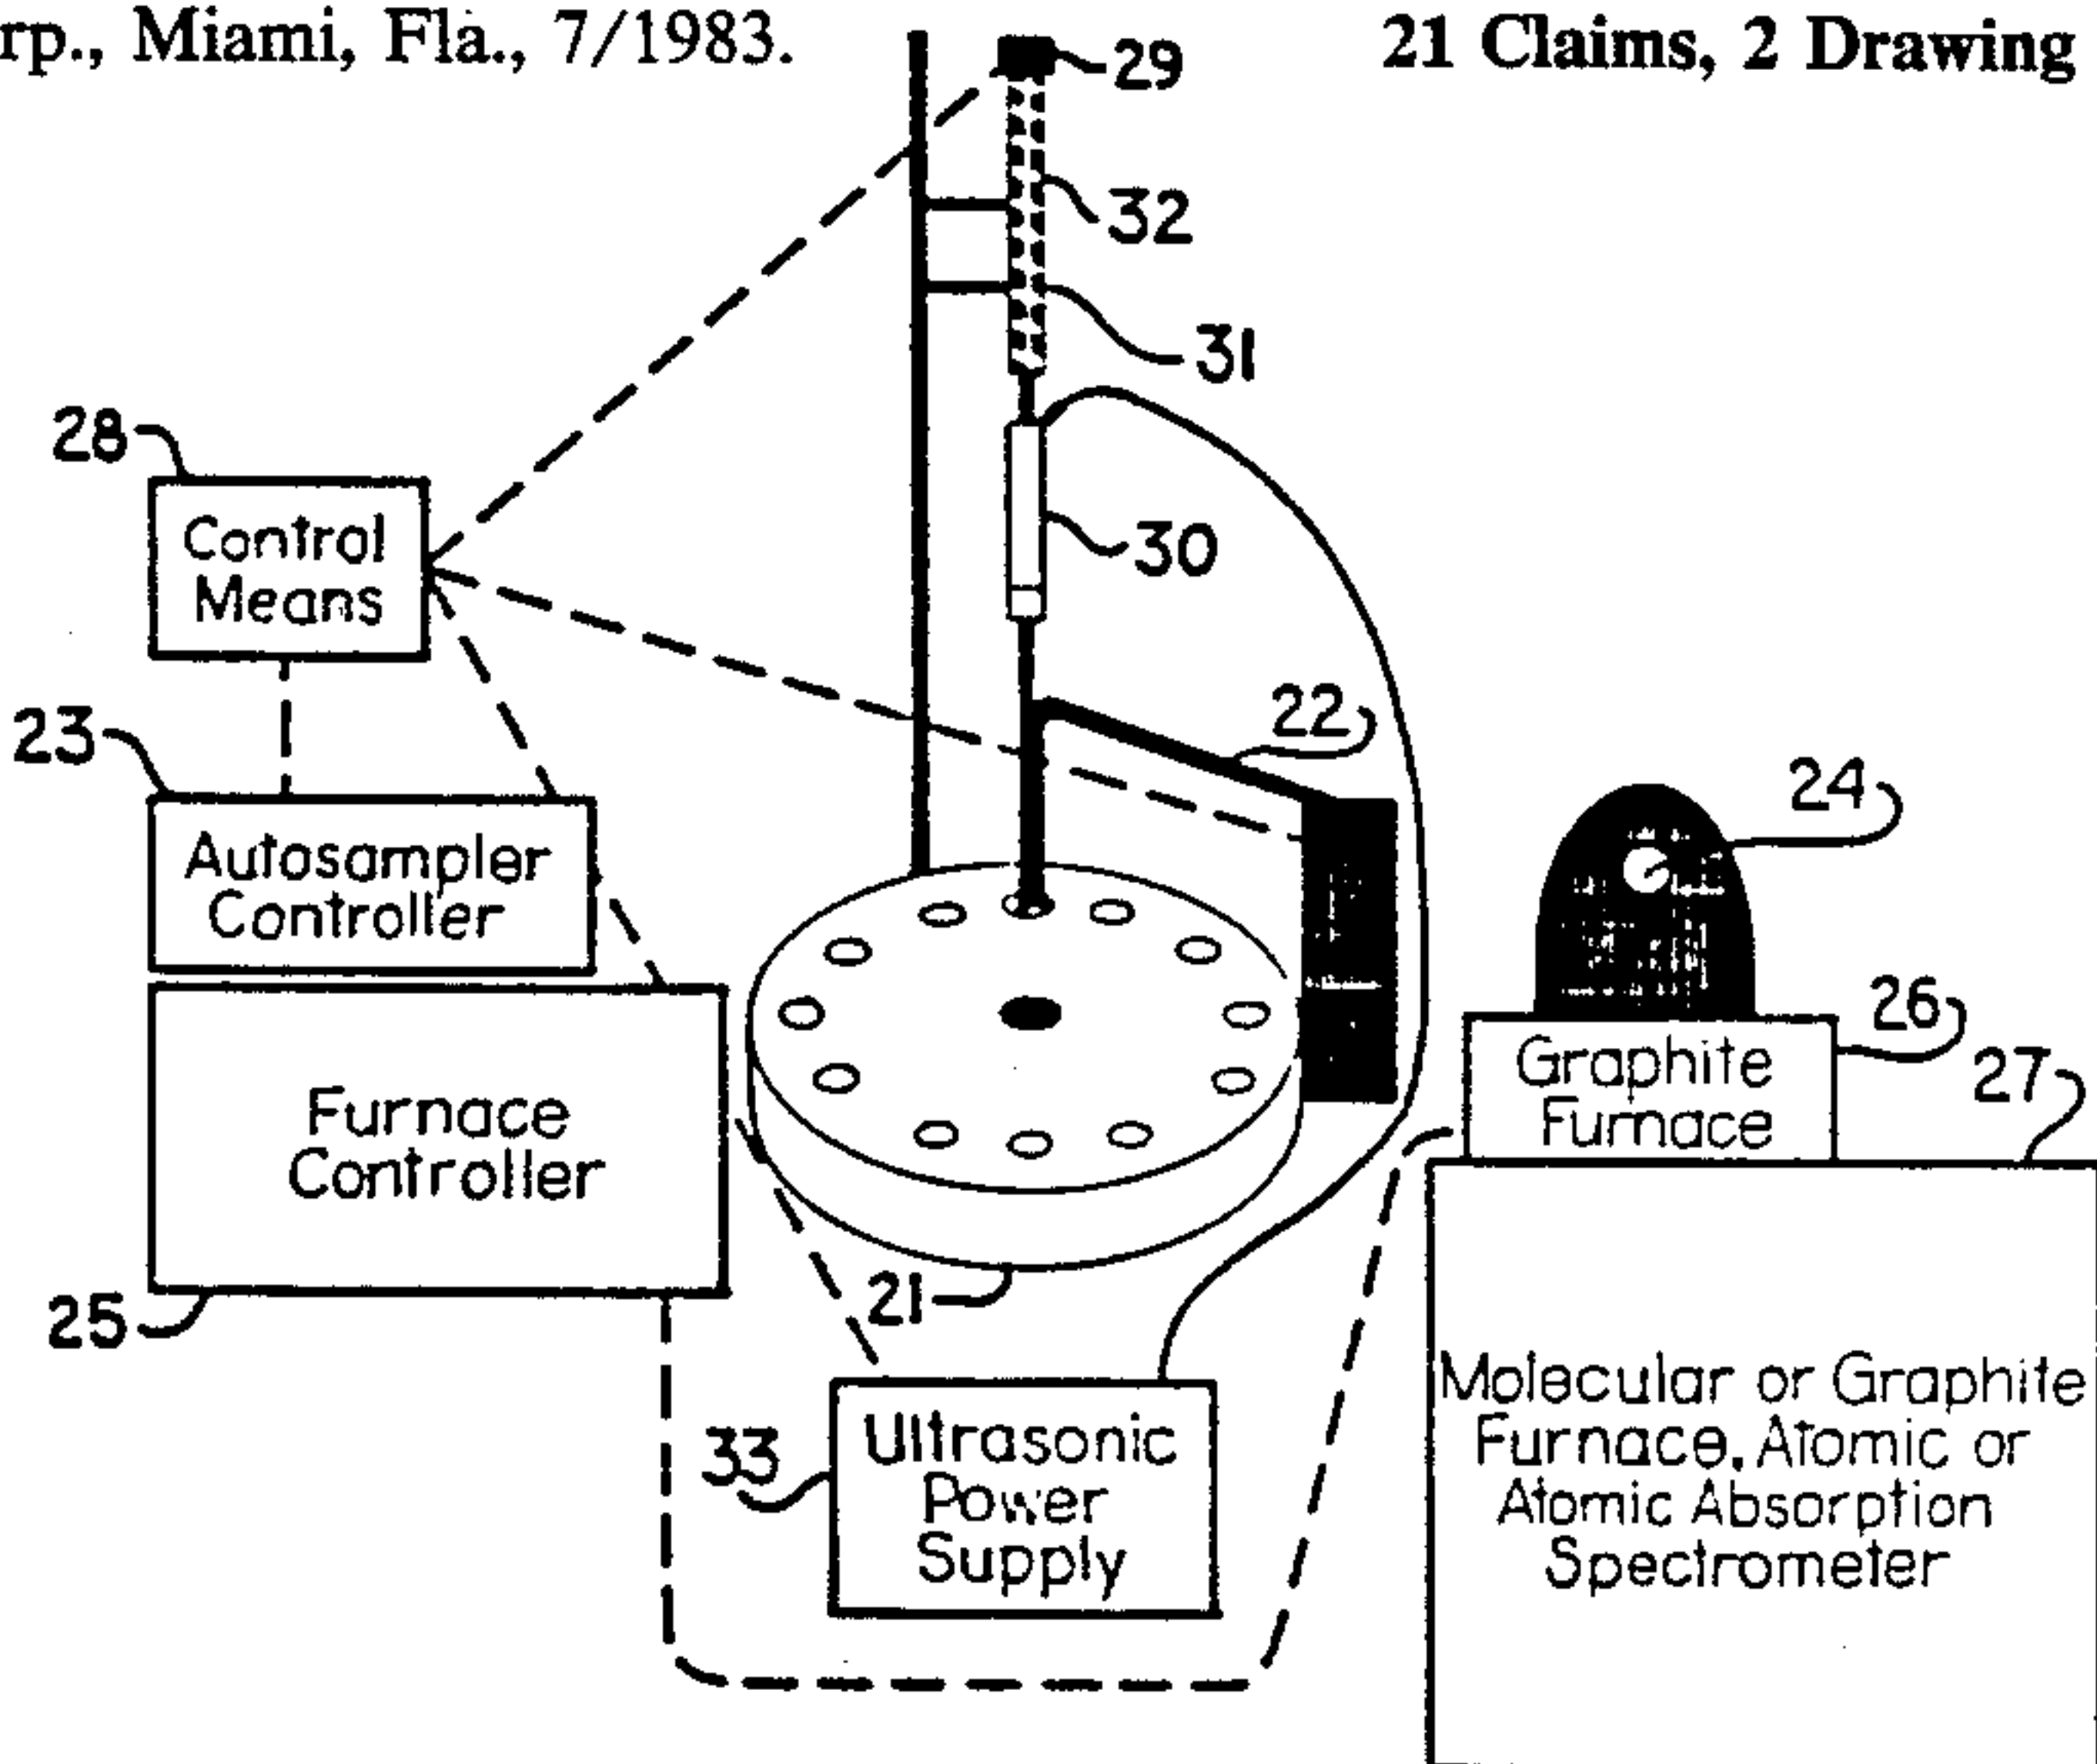 rp., Miami, Fla., 7/1983.
21 Claims, 2 Drawing
29
32
31
28
Control
Means
30
23
22
24
Autosampler
Controller
26
Graphite
Furnace
27
Furnace
Controller
25
21
33
Ultrasonic
Power
Supply
Molecular or Graphite
Furnace, Atomic or
Atomic Absorption
Spectrometer